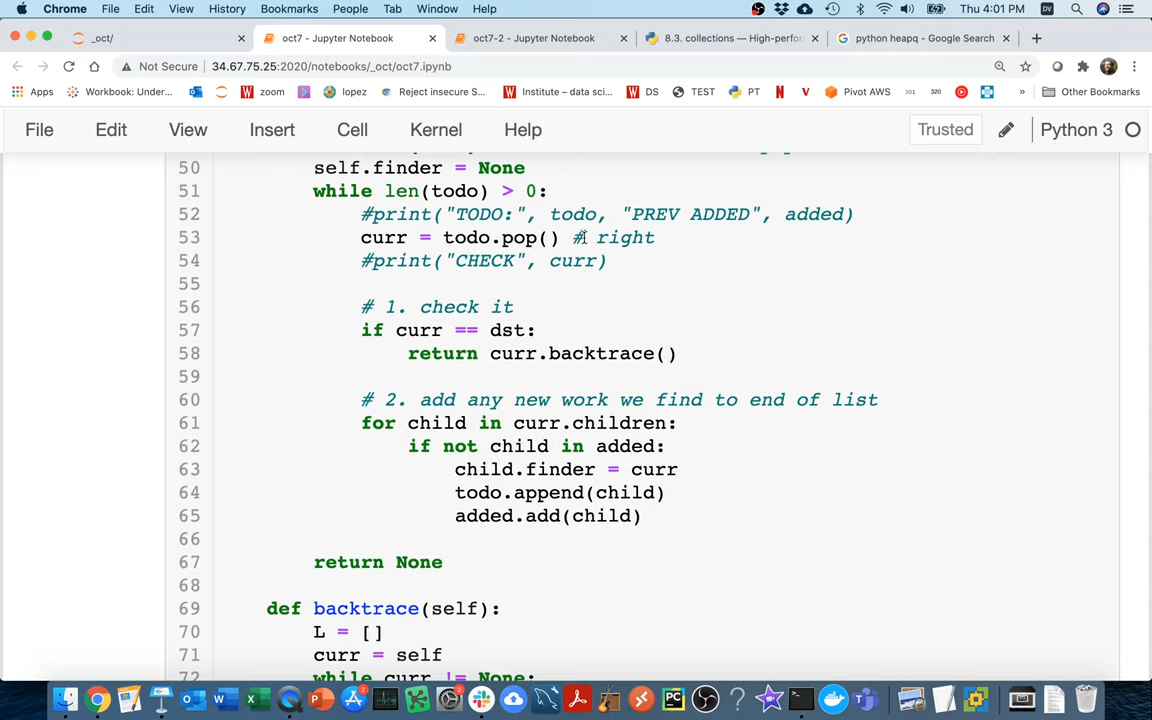 Chrome File Edit View History Bookmarks People Tab Window Help Thu 4:01 PM
_oct/ oct7 - Jupyter Notebook oct7-2 - Jupyter Notebook 8.3. collections — High-perfor python heapq - Google Search
Not Secure 34.67.75.25:2020/notebooks/_oct/oct7.ipynb
Apps Workbook: Under... zoom lopez Reject insecure S... Institute – data sci... DS TEST PT Pivot AWS 301 320 » Other Bookmarks
File Edit View Insert Cell Kernel Help Trusted Python 3
50 self.finder = None
51 while len(todo) > 0:
52 #print("TODO:", todo, "PREV ADDED", added)
53 curr = todo.pop() # right
54 #print("CHECK", curr)
55
56 # 1. check it
57 if curr == dst:
58 return curr.backtrace()
59
60 # 2. add any new work we find to end of list
61 for child in curr.children:
62 if not child in added:
63 child.finder = curr
64 todo.append(child)
65 added.add(child)
66
67 return None
68
69 def backtrace(self):
70 L = []
71 curr = self
72 while curr != None: